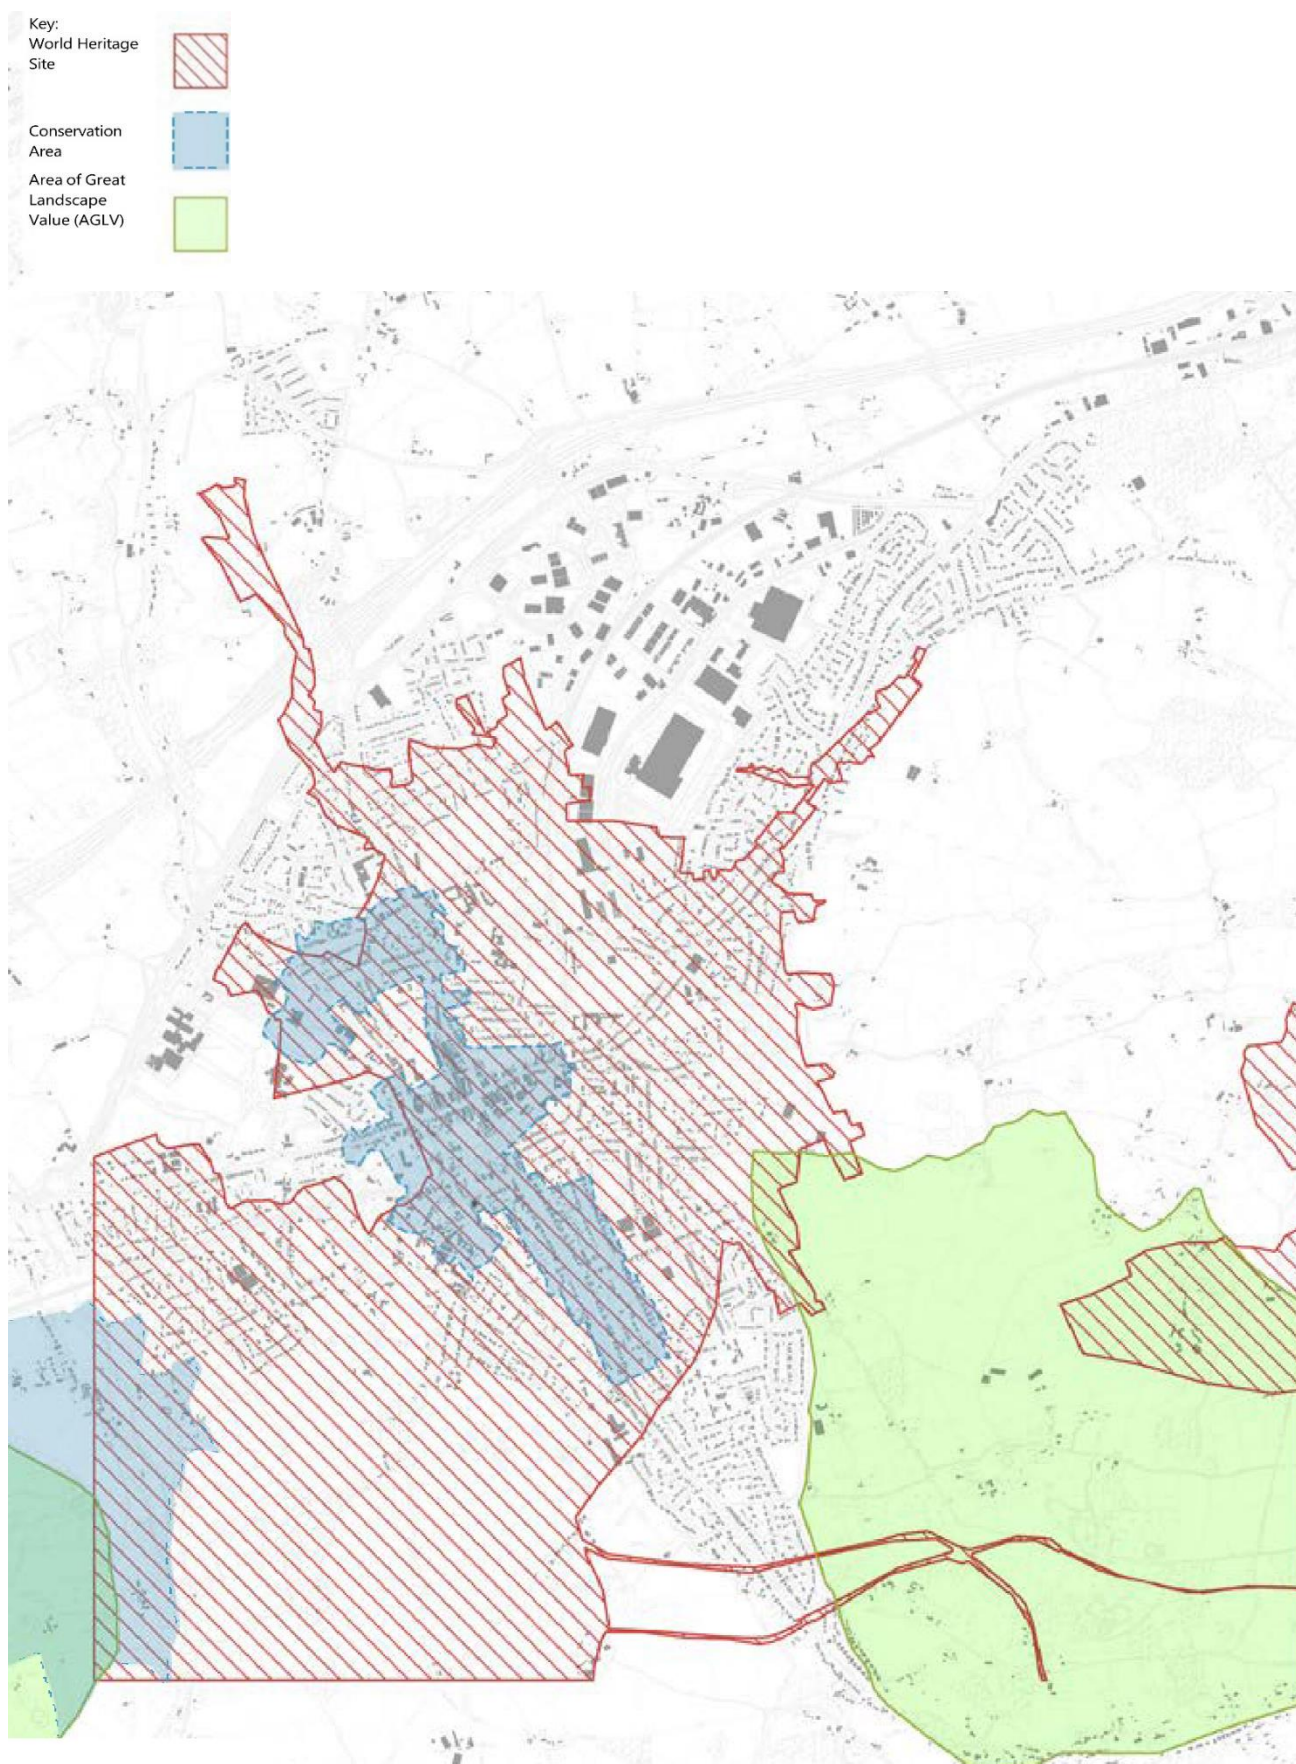 Key:
World Heritage
Site
Conservation
Area
Area of Great
Landscape
Value (AGLV)